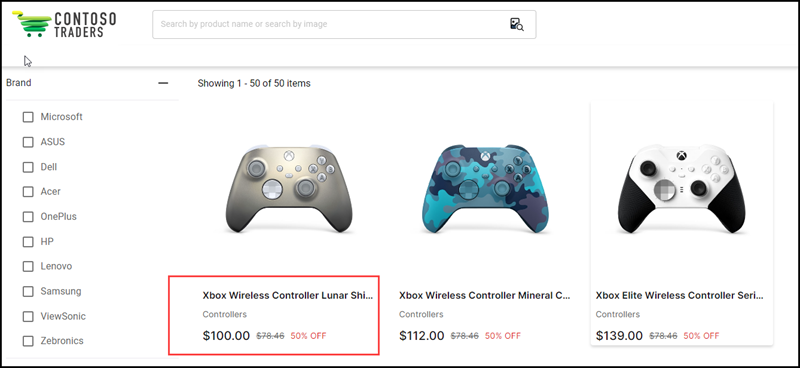 CONTOSO
TRADERS
Search by product name or search by image
Brand
Showing 1 - 50 of 50 items
Microsoft
ASUS
Dell
Acer
OnePlus
HP
Lenovo
Samsung
ViewSonic
Zebronics
Xbox Wireless Controller Lunar Shi...
Controllers
$100.00 $78.46 50% OFF
Xbox Wireless Controller Mineral C...
Controllers
$112.00 $78.46 50% OFF
Xbox Elite Wireless Controller Seri...
Controllers
$139.00 $78.46 50% OFF